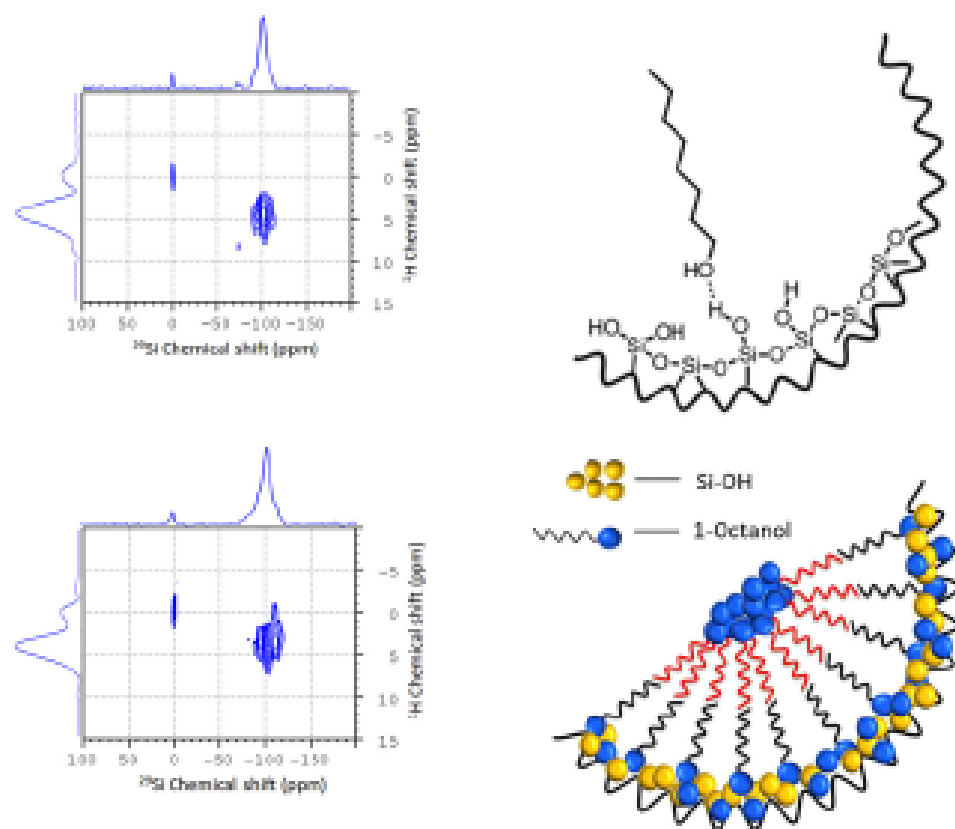 -5
0
5
10
15
¹H Chemical shift (ppm)
100 50 0 -50 -100 -150
²⁹Si Chemical shift (ppm)
HO
H
O
H
O
O
Si
O
HO
Si
OH
O
Si
O
Si
O
Si
O
Si
-5
0
5
10
15
¹H Chemical shift (ppm)
100 50 0 -50 -100 -150
²⁹Si Chemical shift (ppm)
Si-OH
1-Octanol